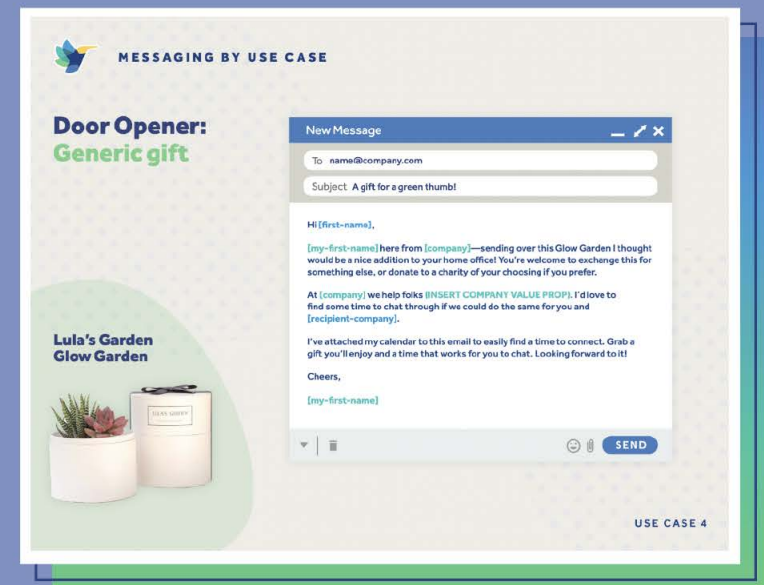 MESSAGING BY USE CASE
Door Opener:
Generic gift
New Message
To name@company.com
Subject A gift for a green thumb!
Hi [first-name],
[my-first-name] here from [company]—sending over this Glow Garden I thought
would be a nice addition to your home office! You're welcome to exchange this for
something else, or donate to a charity of your choosing if you prefer.
At [company] we help folks (INSERT COMPANY VALUE PROP). I'd love to
find some time to chat through if we could do the same for you and
[recipient-company].
I've attached my calendar to this email to easily find a time to connect. Grab a
gift you'll enjoy and a time that works for you to chat. Looking forward to it!
Cheers,
[my-first-name]
SEND
Lula's Garden
Glow Garden
LULA'S GARDEN
USE CASE 4